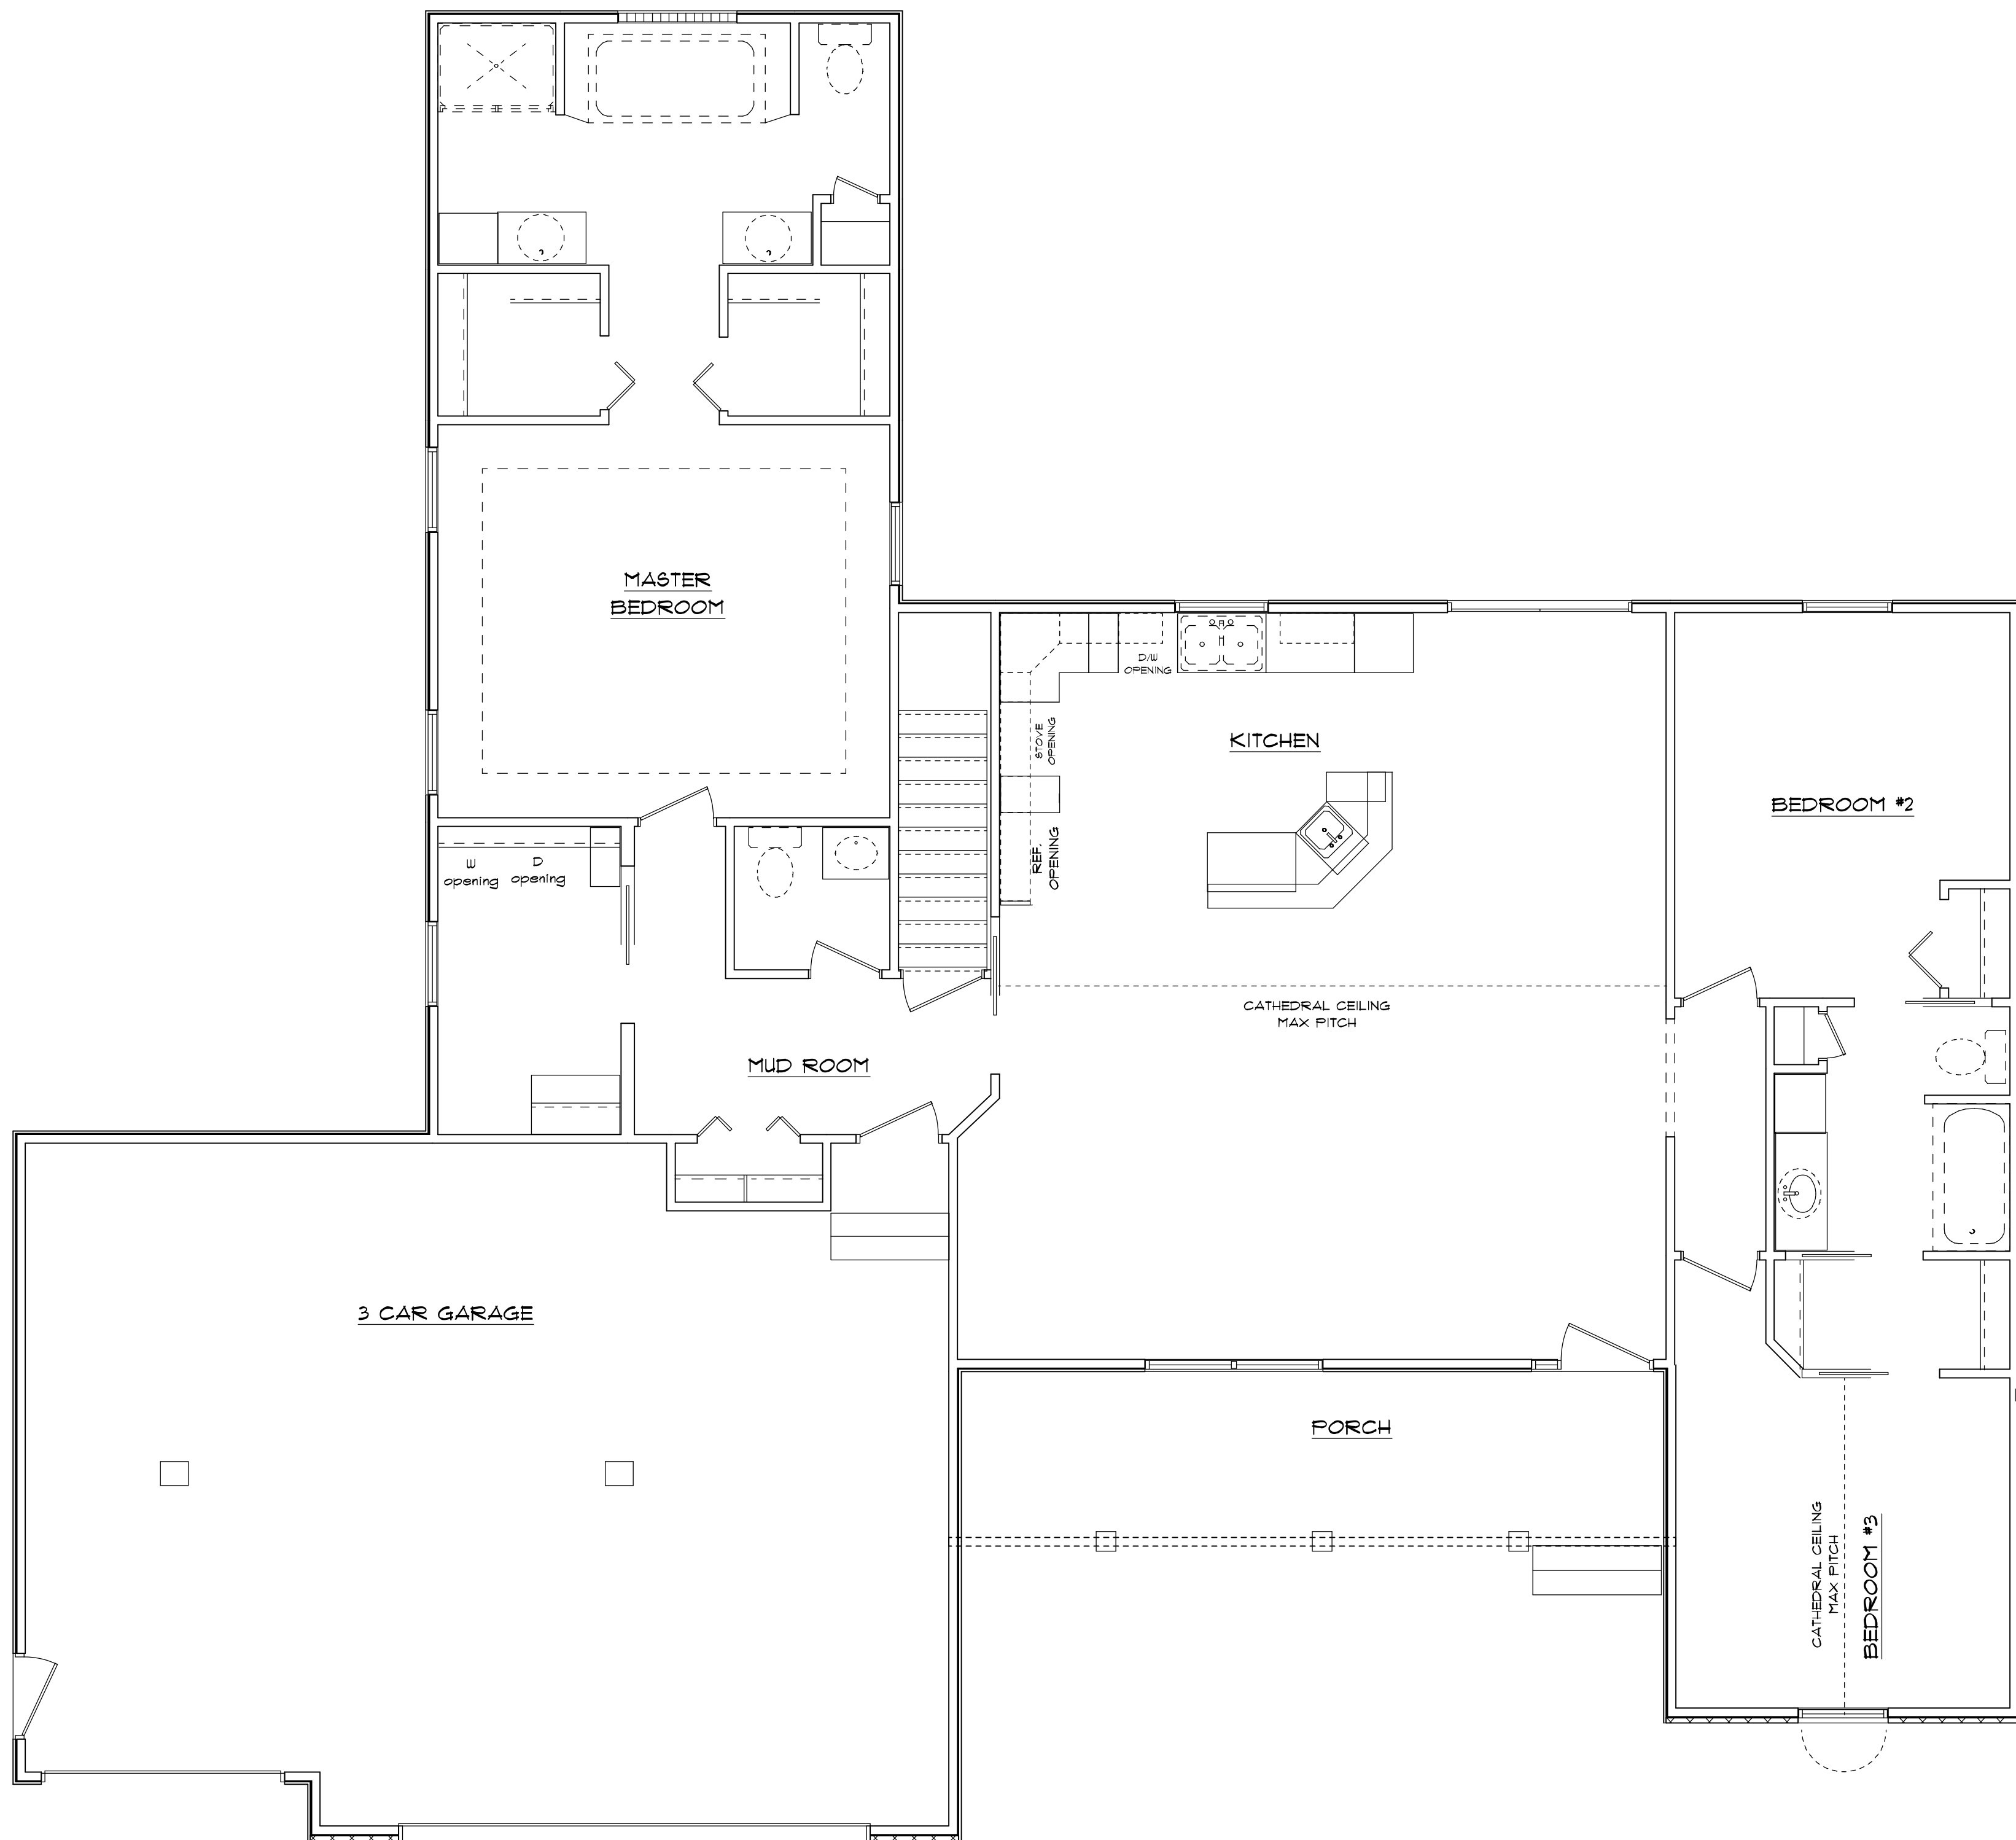 MASTER
BEDROOM
D/W
OPENING
STOVE
OPENING
KITCHEN
BEDROOM #2
REF.
OPENING
W
opening
D
opening
CATHEDRAL CEILING
MAX PITCH
MUD ROOM
3 CAR GARAGE
PORCH
CATHEDRAL CEILING
MAX PITCH
BEDROOM #3